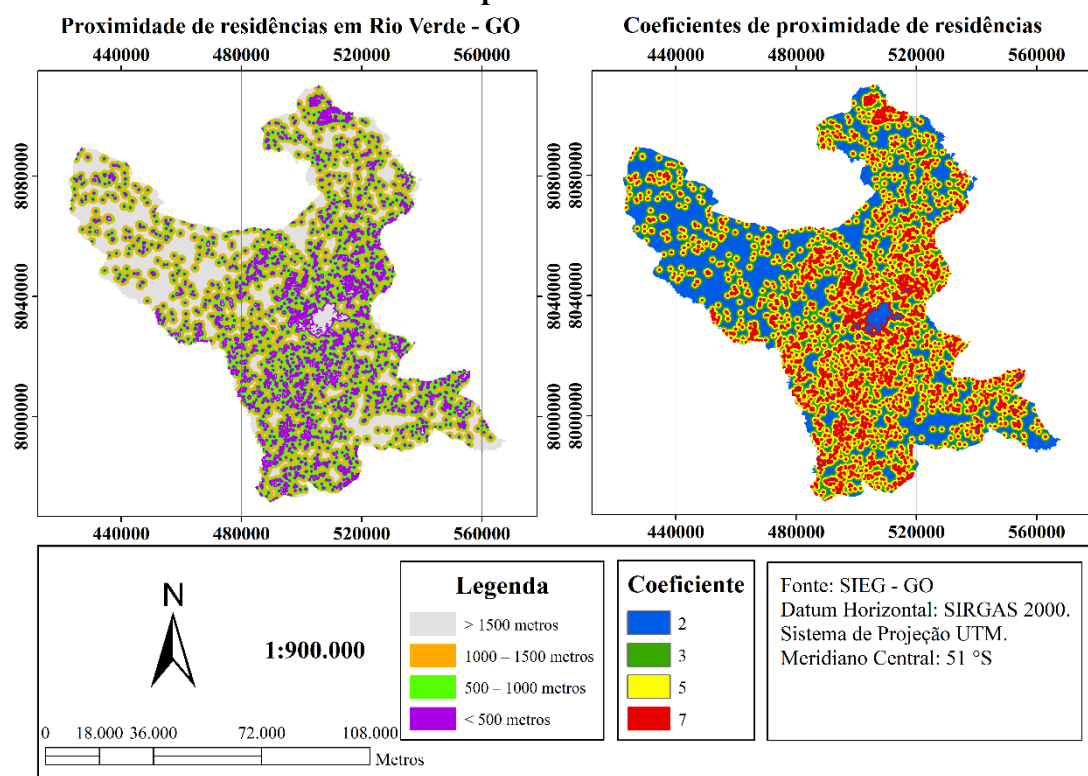 Proximidade de residências em Rio Verde - GO
Coeficientes de proximidade de residências
440000 480000 520000 560000
440000 480000 520000 560000
8080000
8040000
8000000
8080000
8040000
8000000
440000 480000 520000 560000
440000 480000 520000 560000
N
1:900.000
0 18.000 36.000 72.000 108.000
Metros
Legenda
> 1500 metros
1000 – 1500 metros
500 – 1000 metros
< 500 metros
Coeficiente
2
3
5
7
Fonte: SIEG - GO
Datum Horizontal: SIRGAS 2000.
Sistema de Projeção UTM.
Meridiano Central: 51 °S